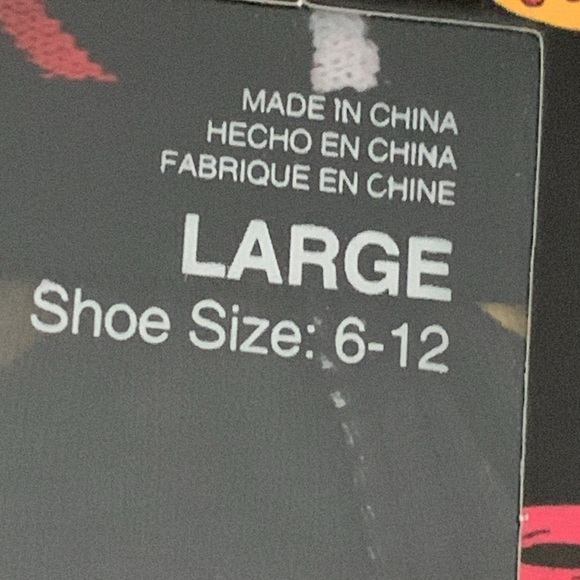 MADE IN CHINA
HECHO EN CHINA
FABRIQUE EN CHINE
LARGE
Shoe Size: 6-12